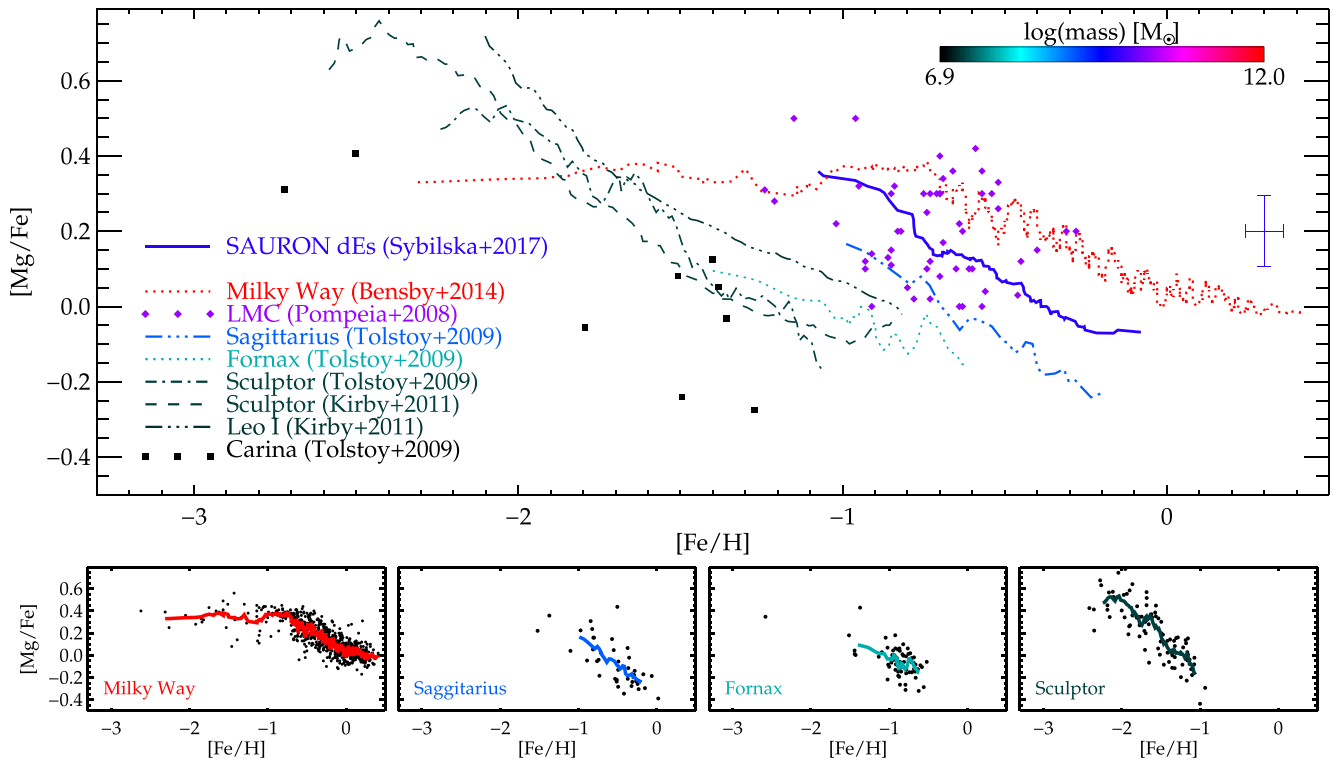 log(mass) [M☉]
6.9 12.0
0.6
0.4
0.2
0.0
−0.2
−0.4
[Mg/Fe]
SAURON dEs (Sybilska+2017)
Milky Way (Bensby+2014)
LMC (Pompeia+2008)
Sagittarius (Tolstoy+2009)
Fornax (Tolstoy+2009)
Sculptor (Tolstoy+2009)
Sculptor (Kirby+2011)
Leo I (Kirby+2011)
Carina (Tolstoy+2009)
−3 −2 −1 0
[Fe/H]
0.6
0.4
0.2
0.0
−0.2
−0.4
[Mg/Fe]
Milky Way
−3 −2 −1 0
[Fe/H]
Saggitarius
−3 −2 −1 0
[Fe/H]
Fornax
−3 −2 −1 0
[Fe/H]
Sculptor
−3 −2 −1 0
[Fe/H]